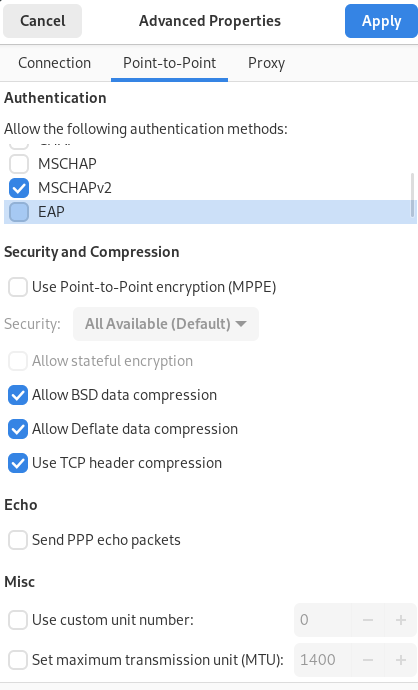 Cancel Advanced Properties Apply
Connection Point-to-Point Proxy
Authentication
Allow the following authentication methods:
MSCHAP
MSCHAPv2
EAP
Security and Compression
Use Point-to-Point encryption (MPPE)
Security: All Available (Default)
Allow stateful encryption
Allow BSD data compression
Allow Deflate data compression
Use TCP header compression
Echo
Send PPP echo packets
Misc
Use custom unit number: 0 − +
Set maximum transmission unit (MTU): 1400 − +